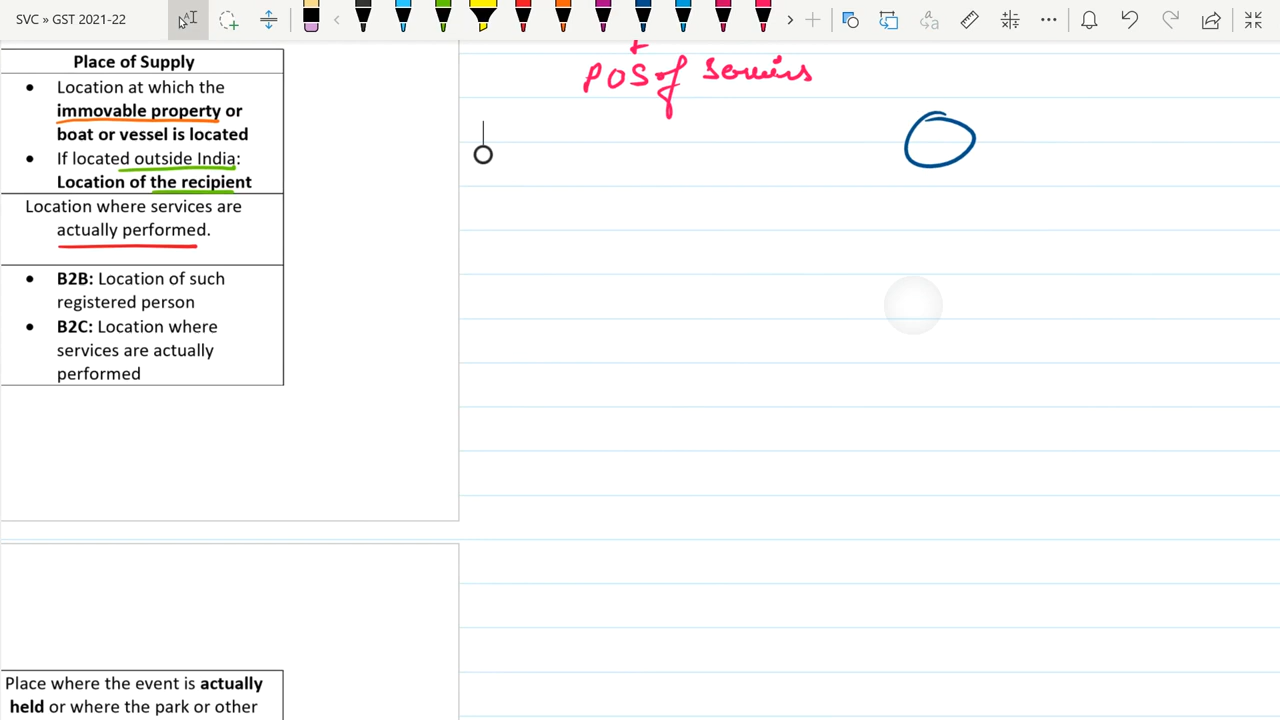 SVC » GST 2021-22
Place of Supply
• Location at which the
immovable property or
boat or vessel is located
• If located outside India:
Location of the recipient
Location where services are
actually performed.
• B2B: Location of such
registered person
• B2C: Location where
services are actually
performed
Place where the event is actually
held or where the park or other
POS of Services